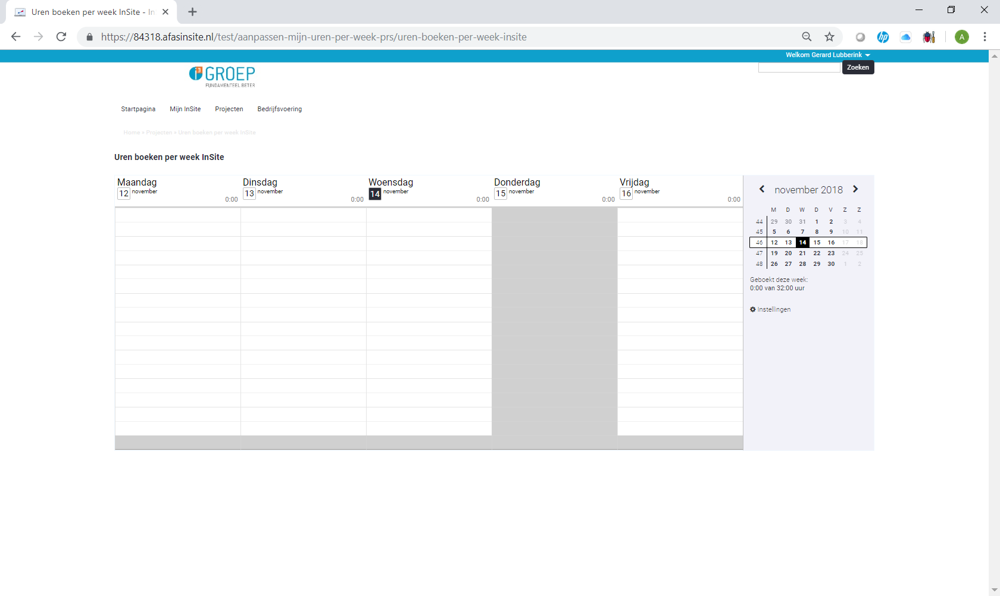 Uren boeken per week InSite - In
https://84318.afasinsite.nl/test/aanpassen-mijn-uren-per-week-prs/uren-boeken-per-week-insite
hp
A
Welkom Gerard Lubberink
Zoeken
i3 GROEP
FUNDAMENTEEL BETER
Startpagina Mijn InSite Projecten Bedrijfsvoering
Home » Projecten » Uren boeken per week InSite
Uren boeken per week InSite
Maandag Dinsdag Woensdag Donderdag Vrijdag
12 november 13 november 14 november 15 november 16 november
0:00 0:00 0:00 0:00 0:00
november 2018
M D W D V Z Z
44 29 30 31 1 2 3 4
45 5 6 7 8 9 10 11
46 12 13 14 15 16 17 18
47 19 20 21 22 23 24 25
48 26 27 28 29 30 1 2
Geboekt deze week:
0:00 van 32:00 uur
Instellingen